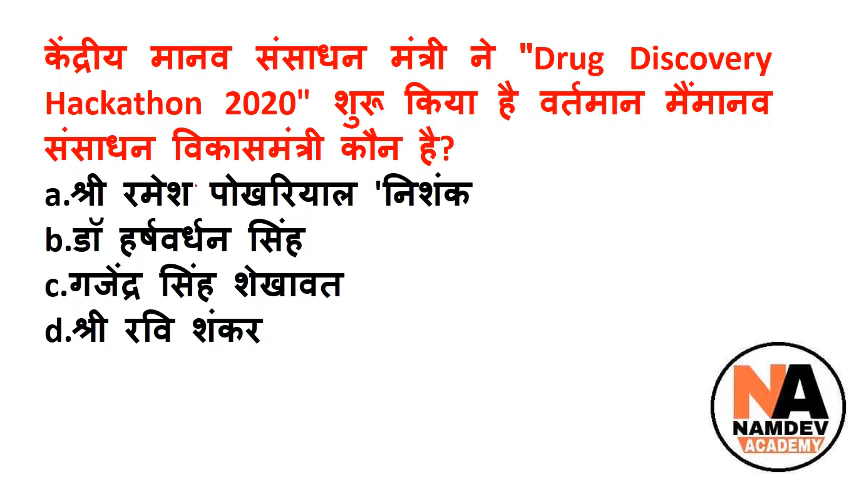 केंद्रीय मानव संसाधन मंत्री ने "Drug Discovery
Hackathon 2020" शुरू किया है वर्तमान मैंमानव
संसाधन विकासमंत्री कौन है?
a.श्री रमेश पोखरियाल 'निशंक
b.डॉ हर्षवर्धन सिंह
c.गजेंद्र सिंह शेखावत
d.श्री रवि शंकर
NA
NAMDEV
ACADEMY